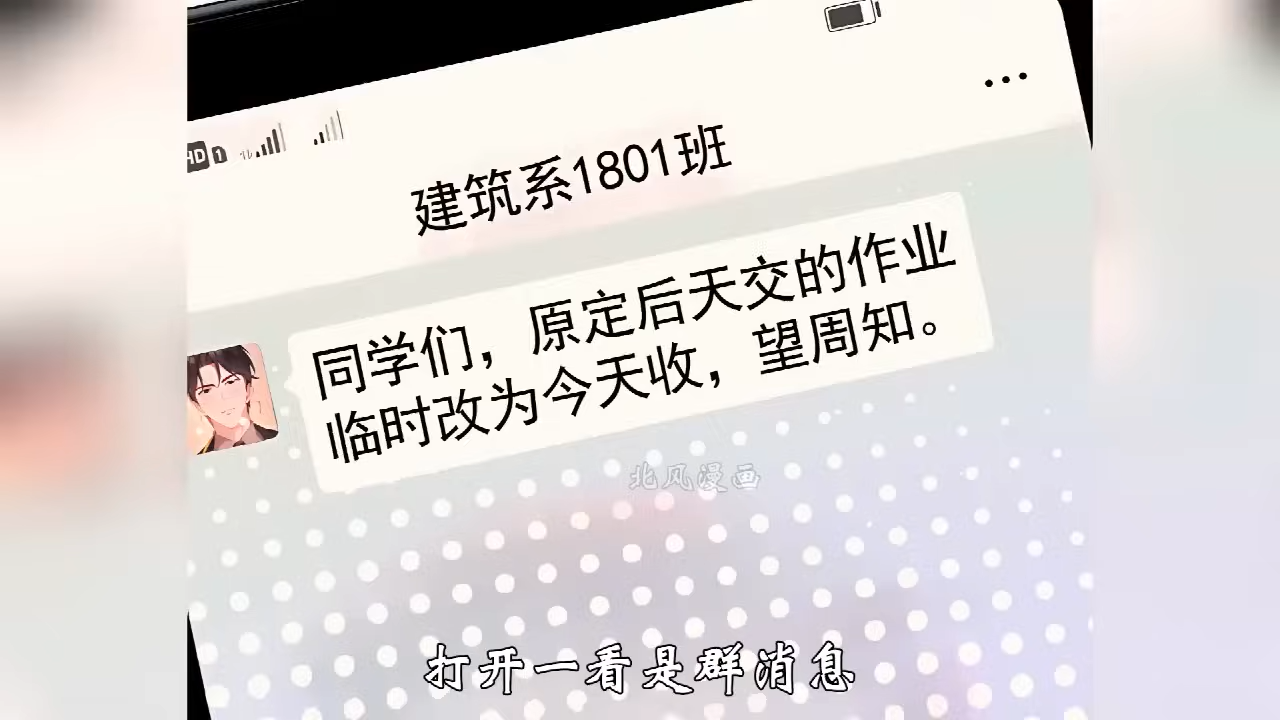 HD 1
建筑系1801班
同学们，原定后天交的作业
临时改为今天收，望周知。
北风漫画
打开一看是群消息